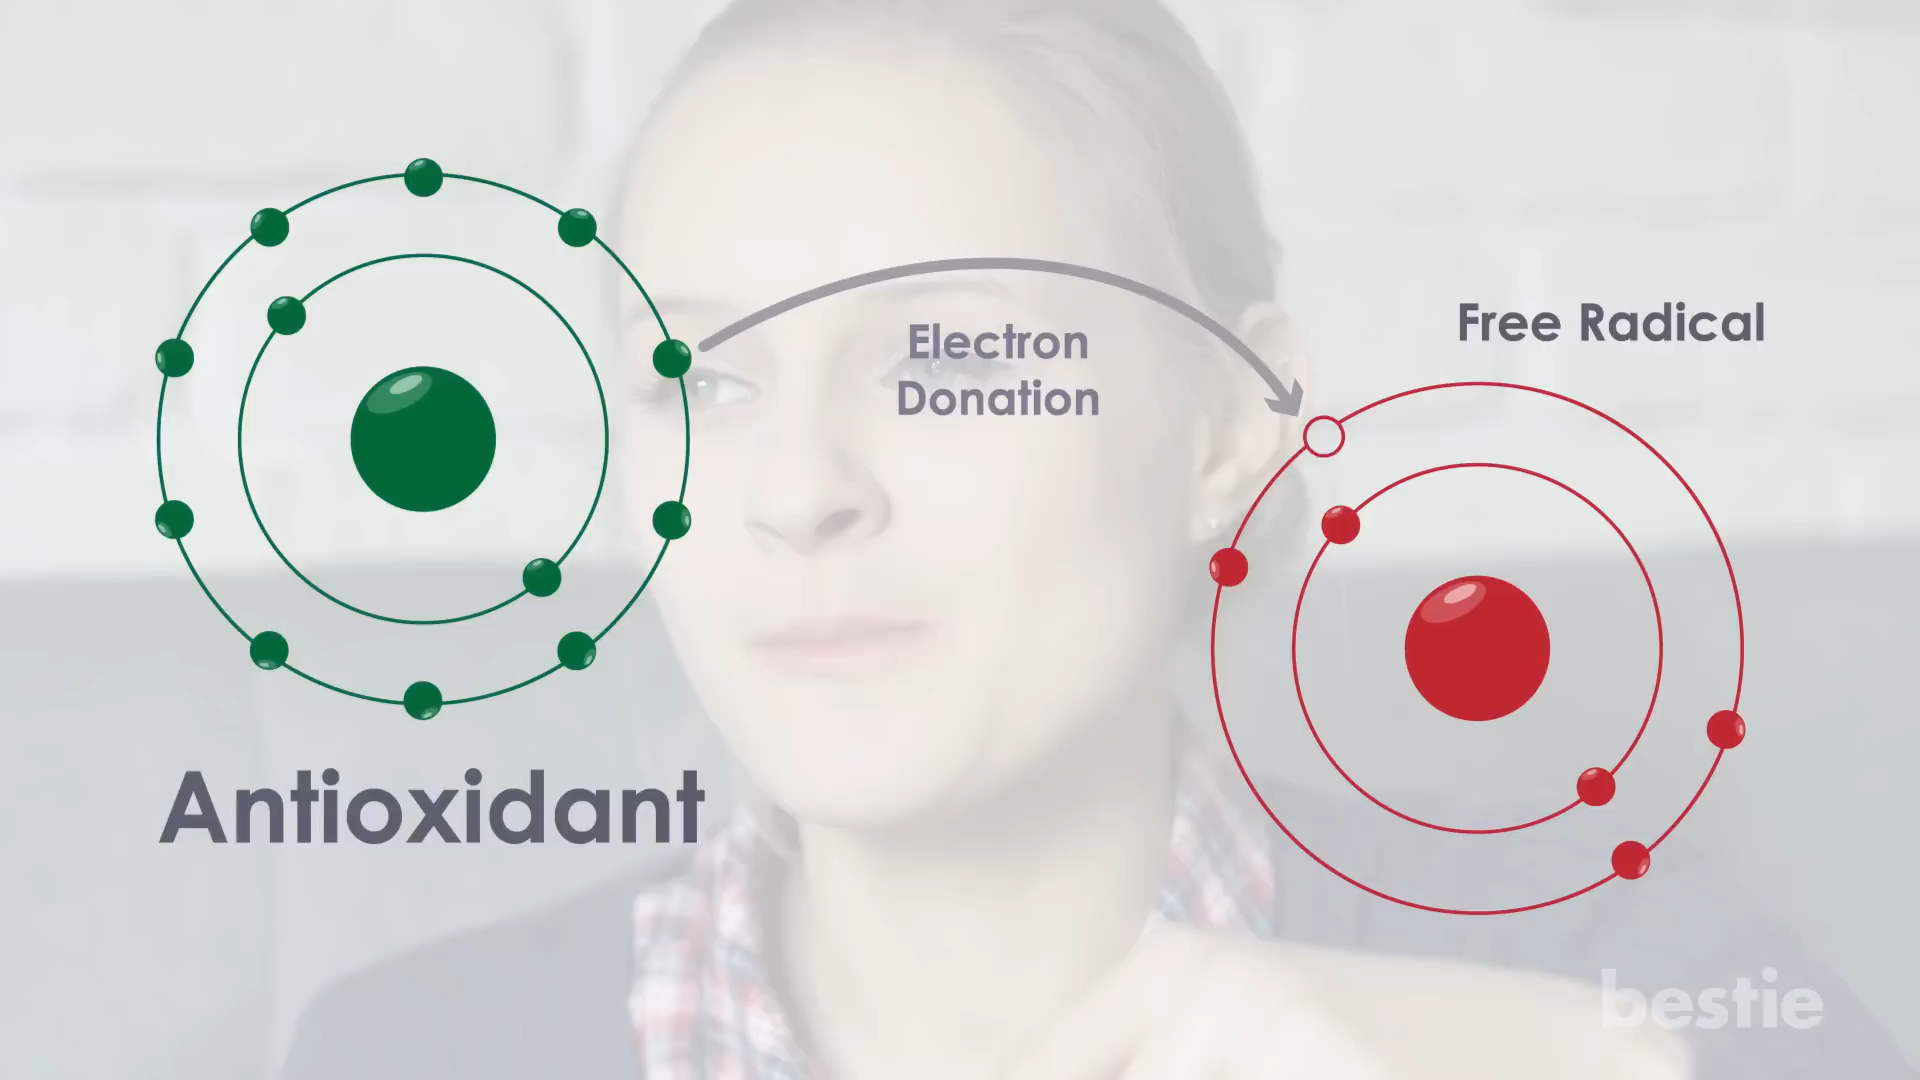 Free Radical
Electron
Donation
Antioxidant
bestie